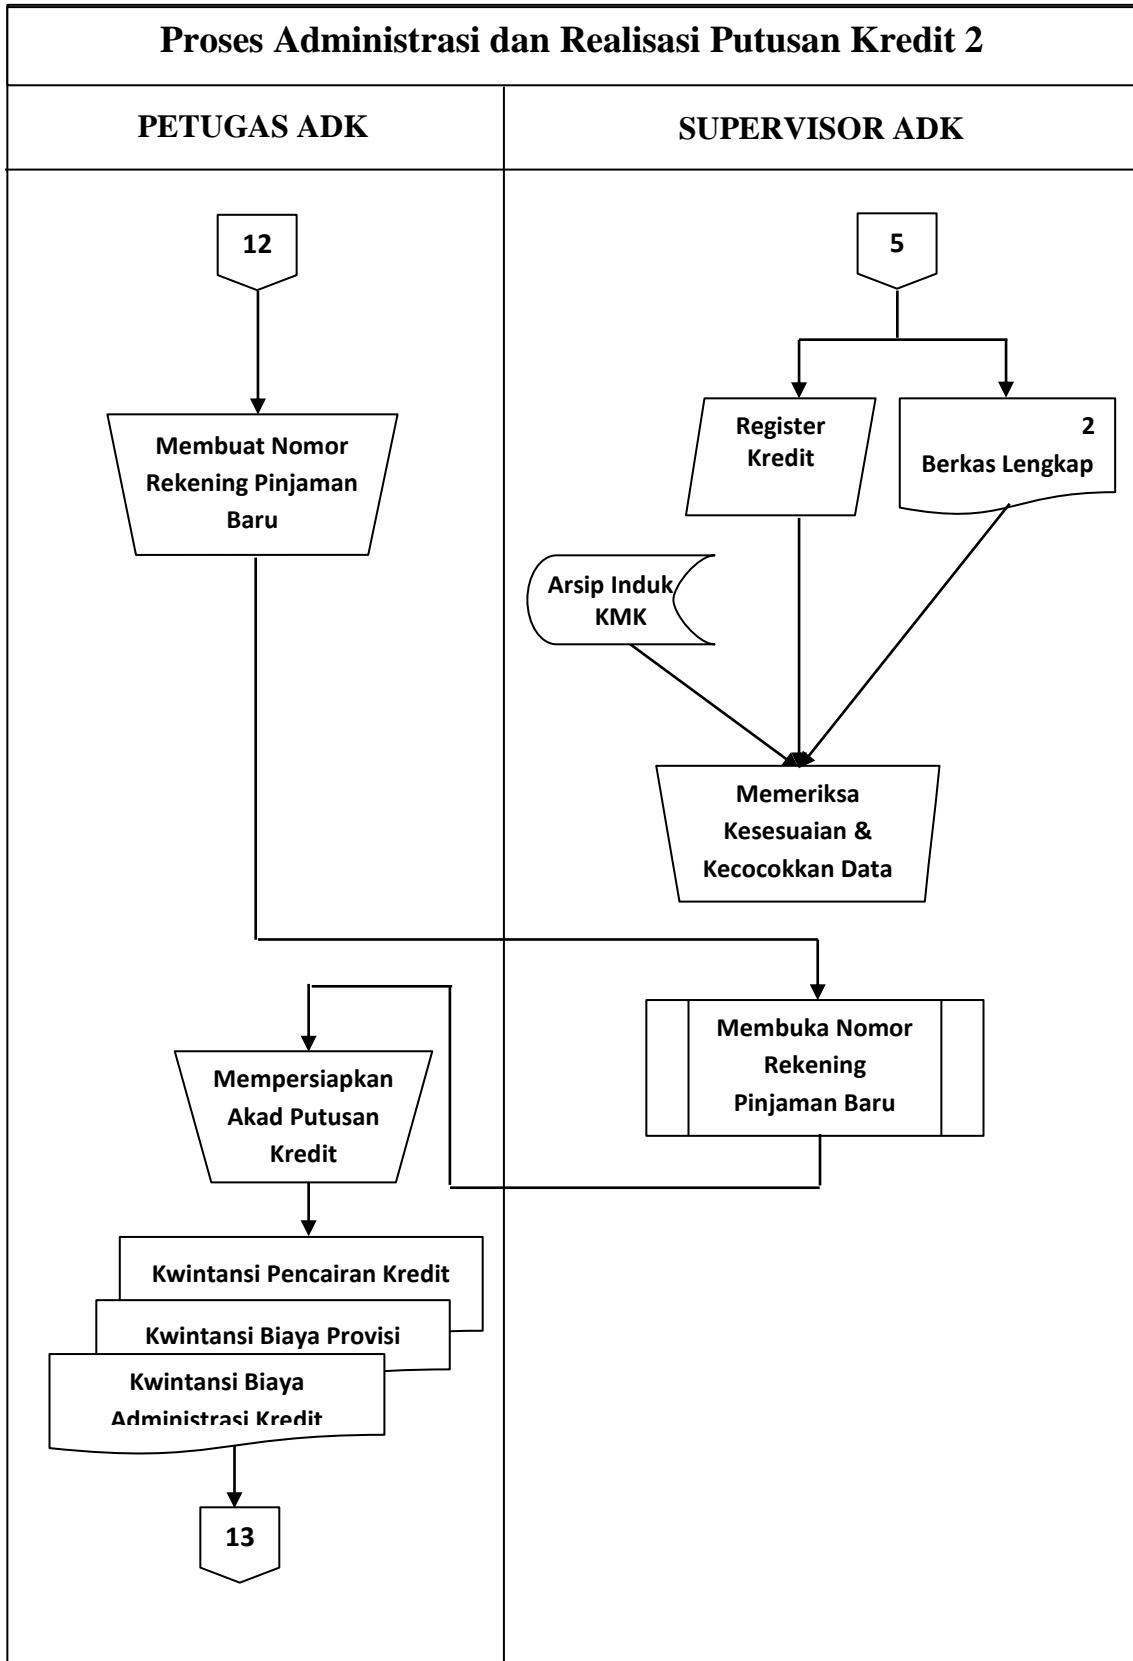 Proses Administrasi dan Realisasi Putusan Kredit 2
PETUGAS ADK
SUPERVISOR ADK
12
5
Membuat Nomor
Rekening Pinjaman
Baru
Register
Kredit
2
Berkas Lengkap
Arsip Induk
KMK
Memeriksa
Kesesuaian &
Kecocokkan Data
Membuka Nomor
Rekening
Pinjaman Baru
Mempersiapkan
Akad Putusan
Kredit
Kwintansi Pencairan Kredit
Kwintansi Biaya Provisi
Kwintansi Biaya
Administrasi Kredit
13